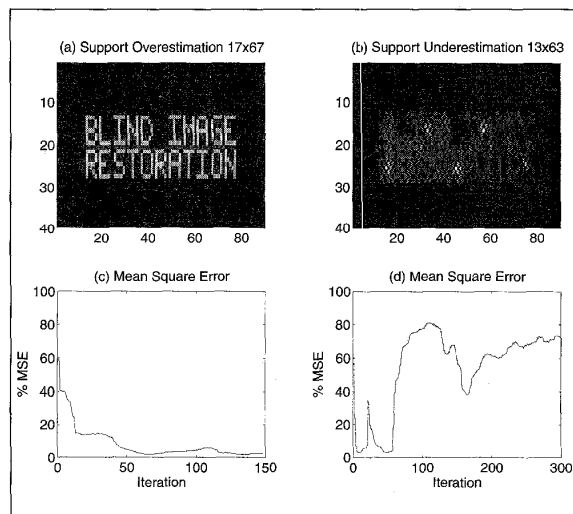 (a) Support Overestimation 17x67
10
20
30
40
20 40 60 80
BLIND IMAGE
RESTORATION
(b) Support Underestimation 13x63
10
20
30
40
20 40 60 80
(c) Mean Square Error
% MSE
100
80
60
40
20
0
0 50 100 150
Iteration
(d) Mean Square Error
% MSE
100
80
60
40
20
0
0 100 200 300
Iteration